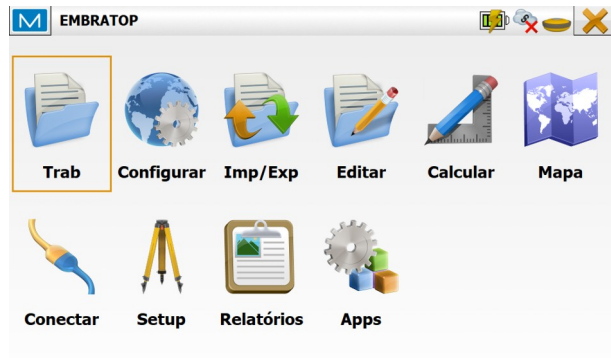 EMBRATOP
Trab Configurar Imp/Exp Editar Calcular Mapa
Conectar Setup Relatórios Apps